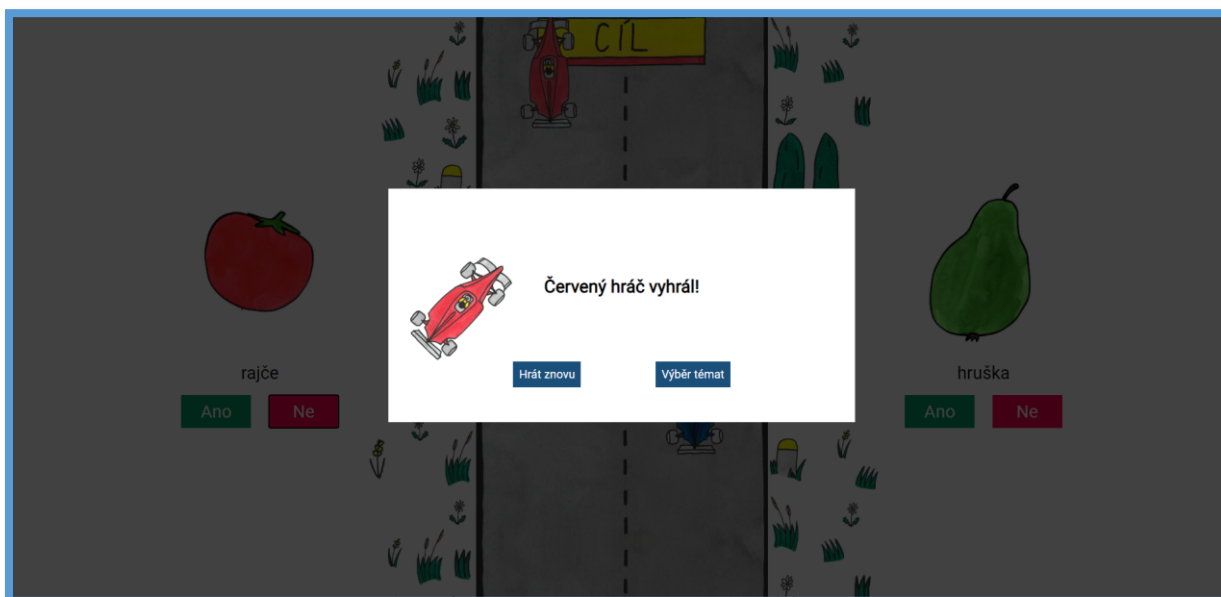 CÍL
Červený hráč vyhrál!
Hrát znovu
Výběr témat
rajče
Ano
Ne
hruška
Ano
Ne